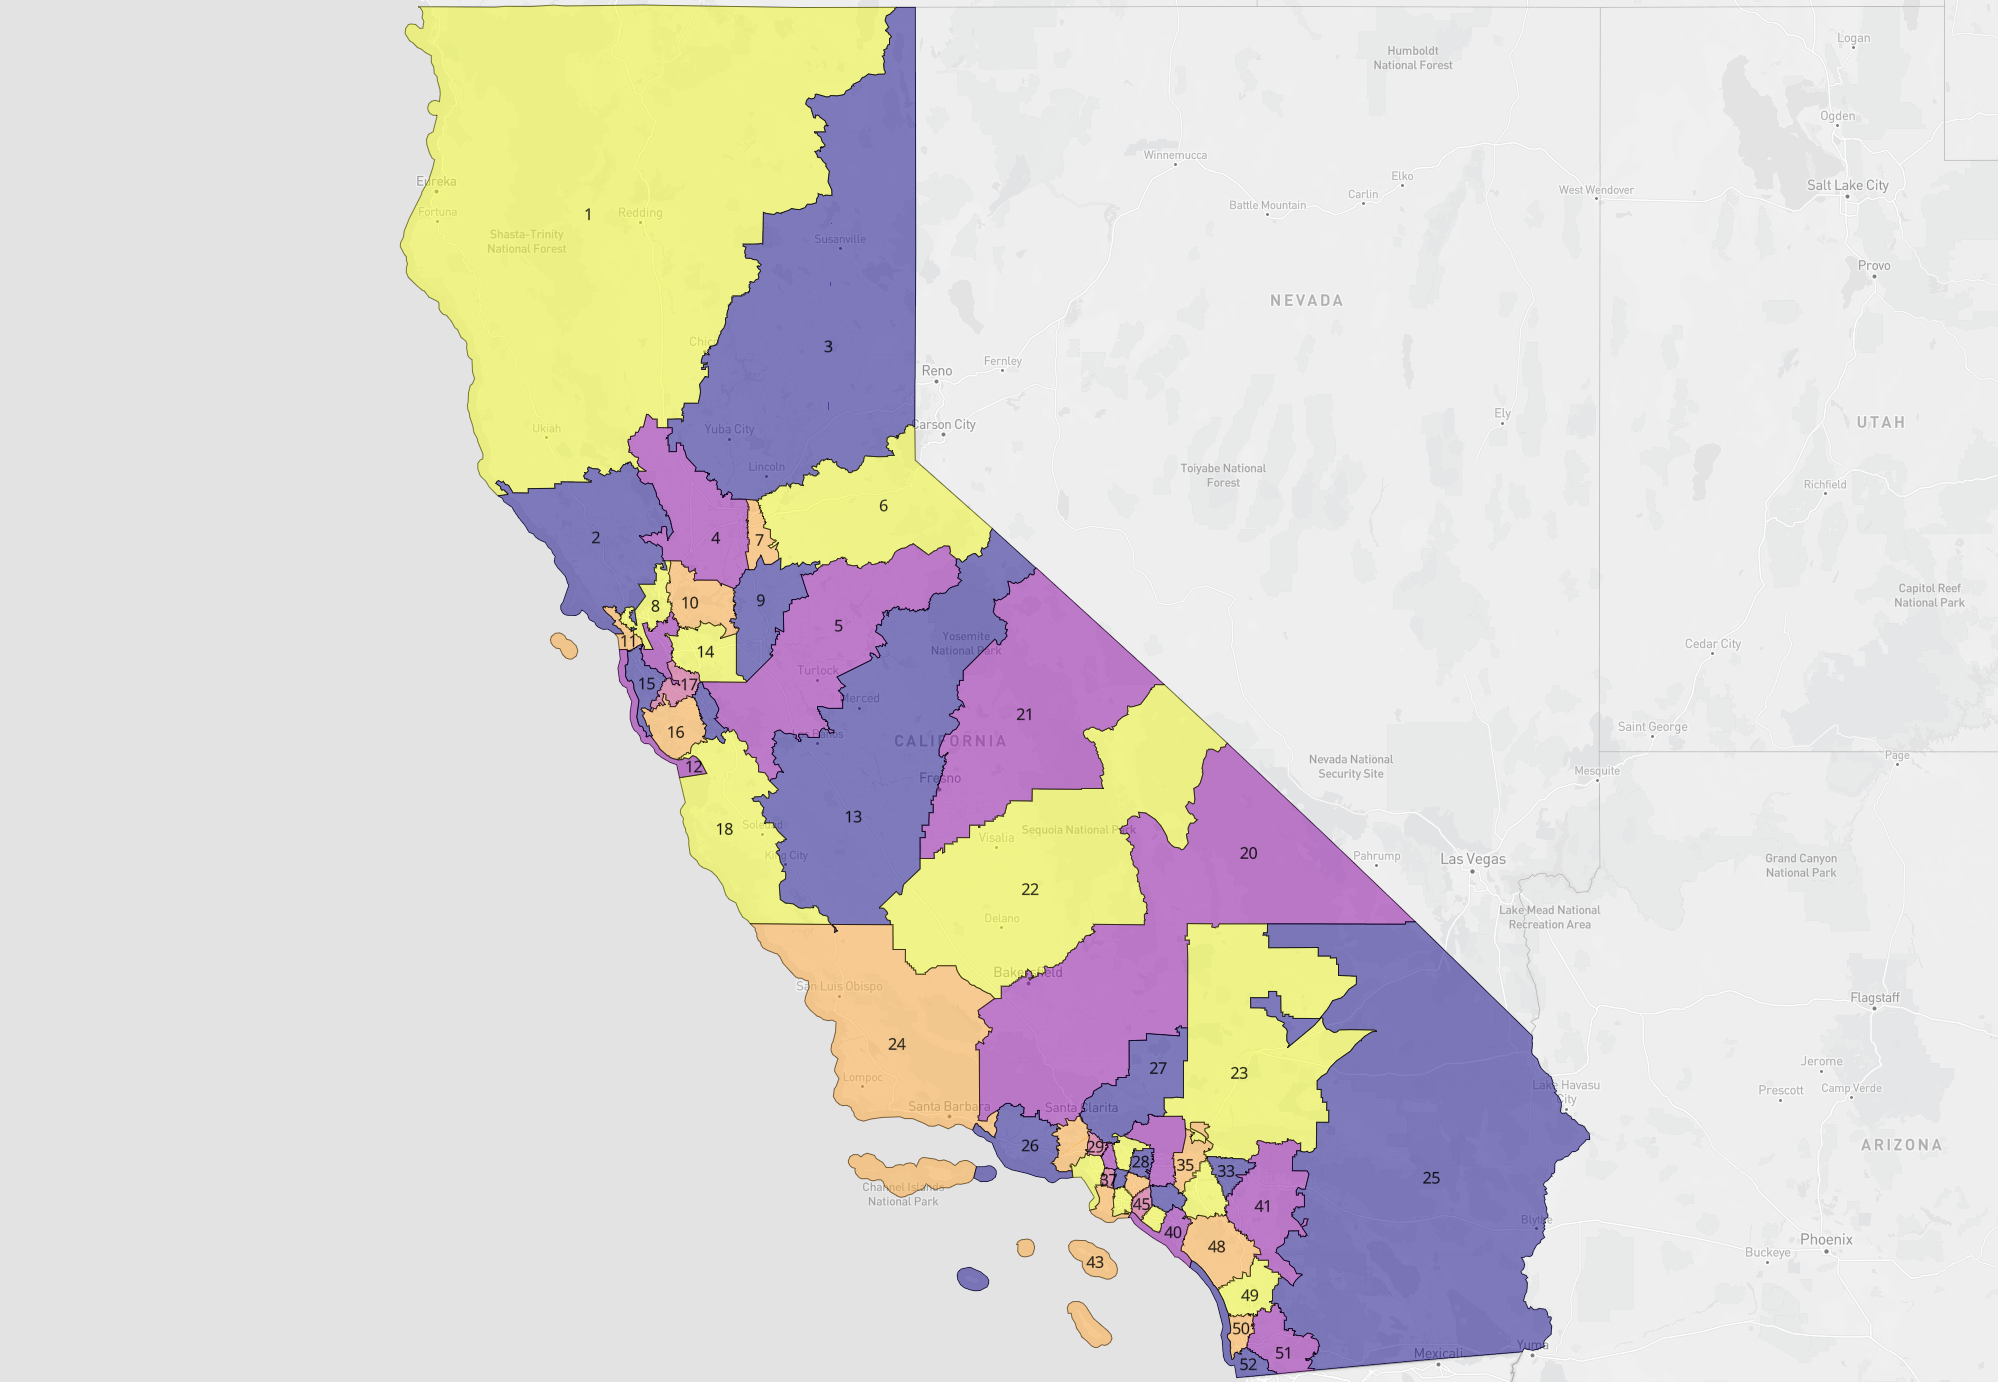 Logan
Humboldt
National Forest
Ogden
Winnemucca
Elko
Salt Lake City
Eureka
Carlin
West Wendover
Battle Mountain
Fortuna
1
Redding
Shasta-Trinity
National Forest
Susanville
Provo
NEVADA
Chico
3
Fernley
Reno
Ely
Ukiah
Yuba City
Carson City
UTAH
Lincoln
Toiyabe National
Forest
Richfield
6
2
4
7
Capitol Reef
National Park
8
10
9
5
Yosemite
National Park
11
14
Cedar City
Turlock
15
17
Merced
21
Saint George
16
Los Banos
CALIFORNIA
Page
12
Nevada National
Security Site
Mesquite
Fresno
13
18
Soledad
Visalia
Sequoia National Park
King City
20
Pahrump
Las Vegas
Grand Canyon
National Park
22
Delano
Lake Mead National
Recreation Area
Bakersfield
San Luis Obispo
Flagstaff
24
27
23
Jerome
Lompoc
Lake Havasu
City
Prescott
Camp Verde
Santa Barbara
Santa Clarita
26
29
28
35
33
25
ARIZONA
Channel Islands
National Park
37
45
41
40
48
43
Blythe
Phoenix
Buckeye
49
50
51
52
Mexicali
Yuma